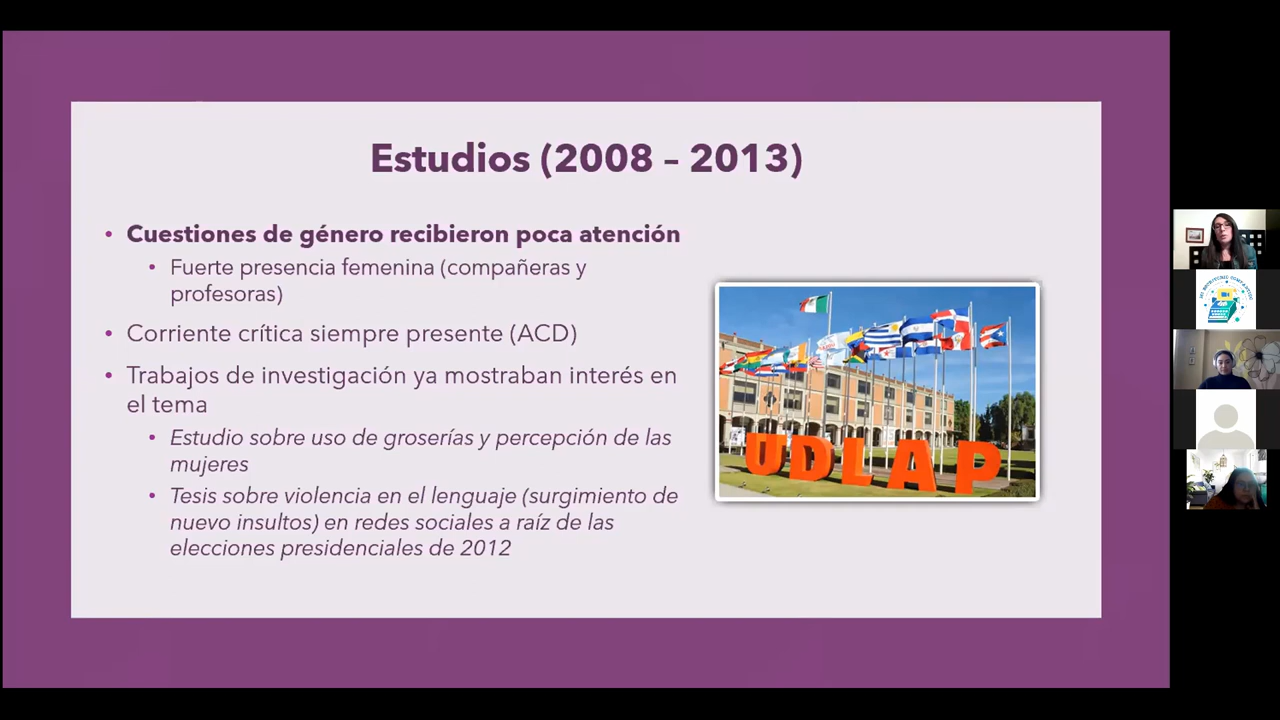 Estudios (2008 – 2013)
• Cuestiones de género recibieron poca atención
• Fuerte presencia femenina (compañeras y
profesoras)
• Corriente crítica siempre presente (ACD)
• Trabajos de investigación ya mostraban interés en
el tema
• Estudio sobre uso de groserías y percepción de las
mujeres
• Tesis sobre violencia en el lenguaje (surgimiento de
nuevo insultos) en redes sociales a raíz de las
elecciones presidenciales de 2012
UDLAP